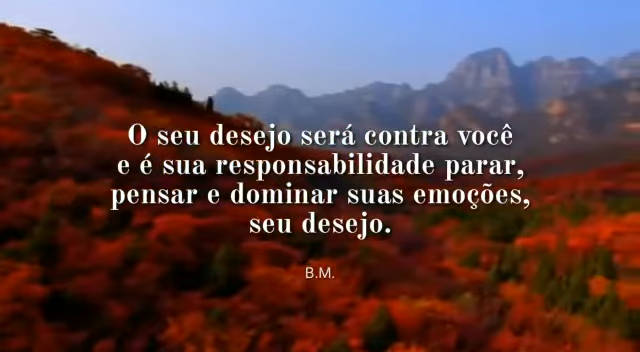 O seu desejo será contra você
e é sua responsabilidade parar,
pensar e dominar suas emoções,
seu desejo.
B.M.